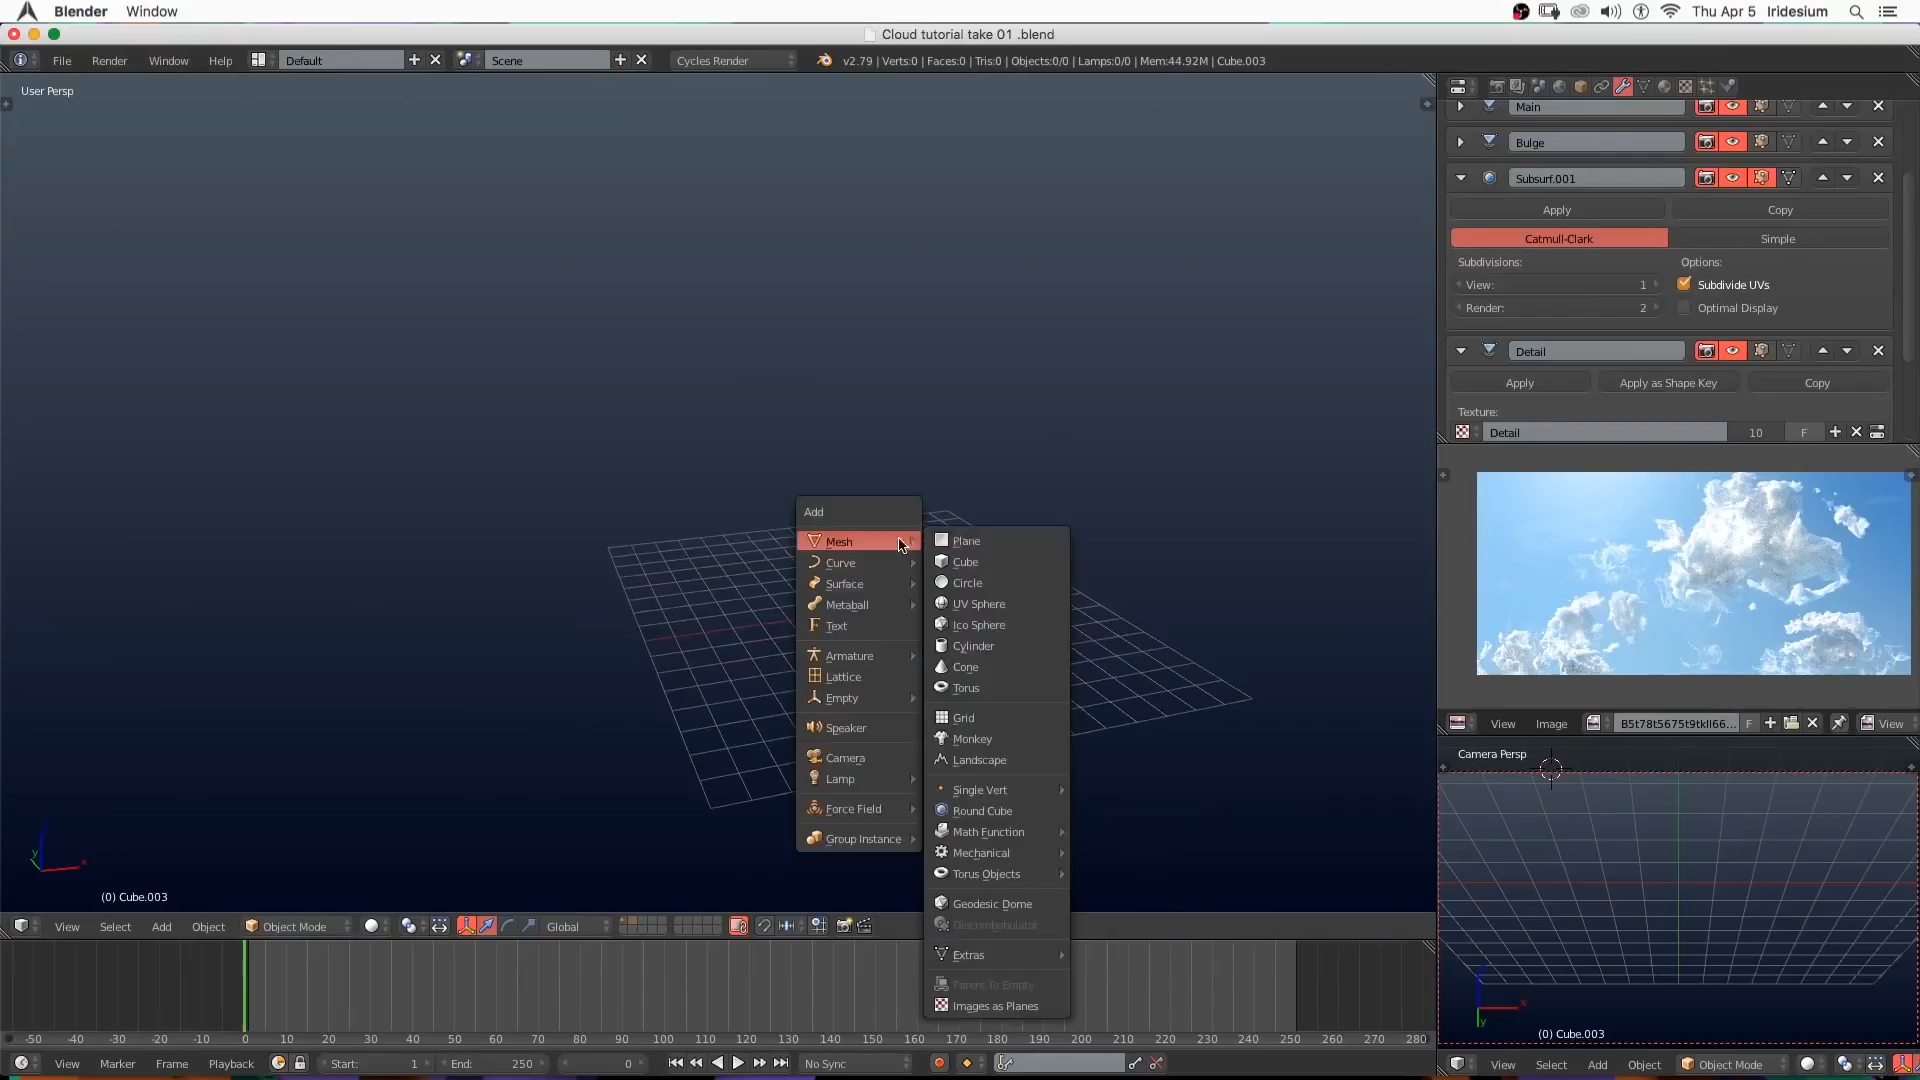 Blender Window Thu Apr 5 Iridesium
Cloud tutorial take 01 .blend
File Render Window Help Default Scene Cycles Render v2.79 | Verts:0 | Faces:0 | Tris:0 | Objects:0/0 | Lamps:0/0 | Mem:44.92M | Cube.003
User Persp
Main
Bulge
Subsurf.001
Apply Copy
Catmull-Clark Simple
Subdivisions: Options:
View: 1 Subdivide UVs
Render: 2 Optimal Display
Detail
Apply Apply as Shape Key Copy
Texture:
Detail 10 F
Add
Mesh
Curve
Surface
Metaball
Text
Armature
Lattice
Empty
Speaker
Camera
Lamp
Force Field
Group Instance
Plane
Cube
Circle
UV Sphere
Ico Sphere
Cylinder
Cone
Torus
Grid
Monkey
Landscape
Single Vert
Round Cube
Math Function
Mechanical
Torus Objects
Geodesic Dome
Discombobulator
Extras
Parent To Empty
Images as Planes
View Image B5t78t5675t9tkll66... F View
Camera Persp
(0) Cube.003
y x
(0) Cube.003
x
y
View Select Add Object Object Mode Global
-50 -40 -30 -20 -10 0 10 20 30 40 50 60 70 80 90 100 110 120 130 140 150 160 170 180 190 200 210 220 230 240 250 260 270 280
View Marker Frame Playback Start: 1 End: 250 0 No Sync
View Select Add Object Object Mode